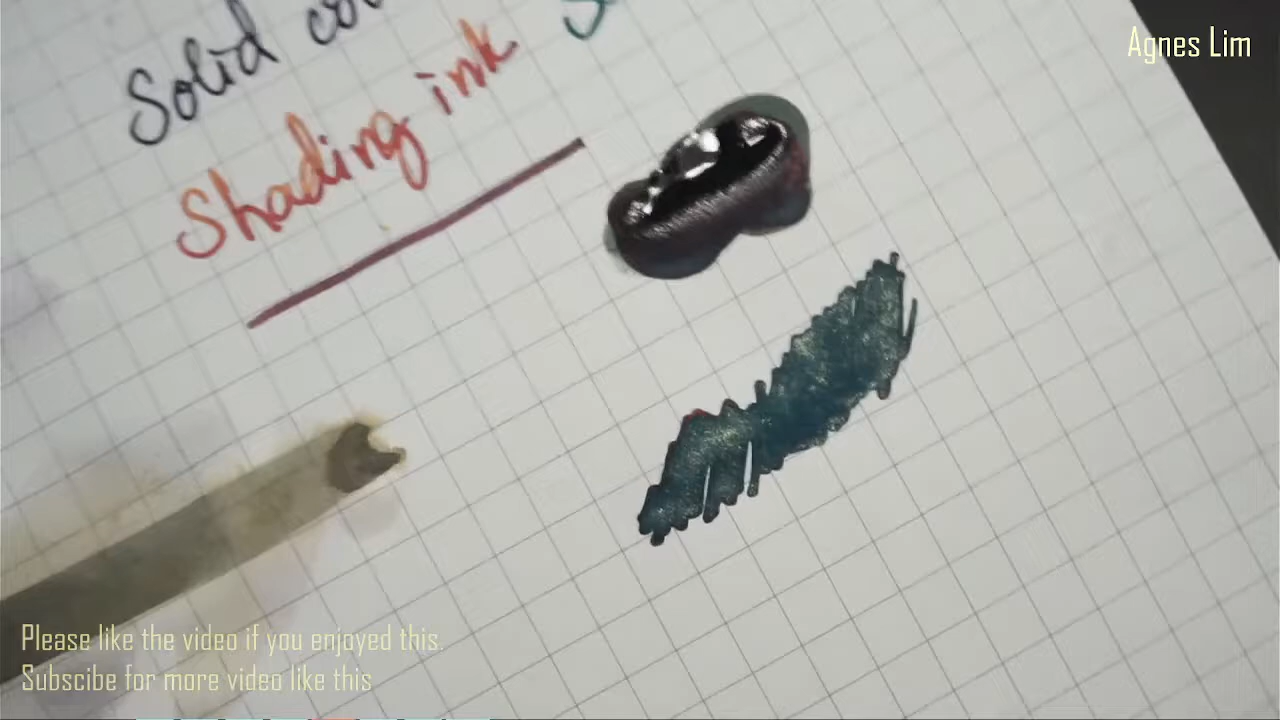 Agnes Lim
Solid
Shading ink
Please like the video if you enjoyed this.
Subscibe for more video like this